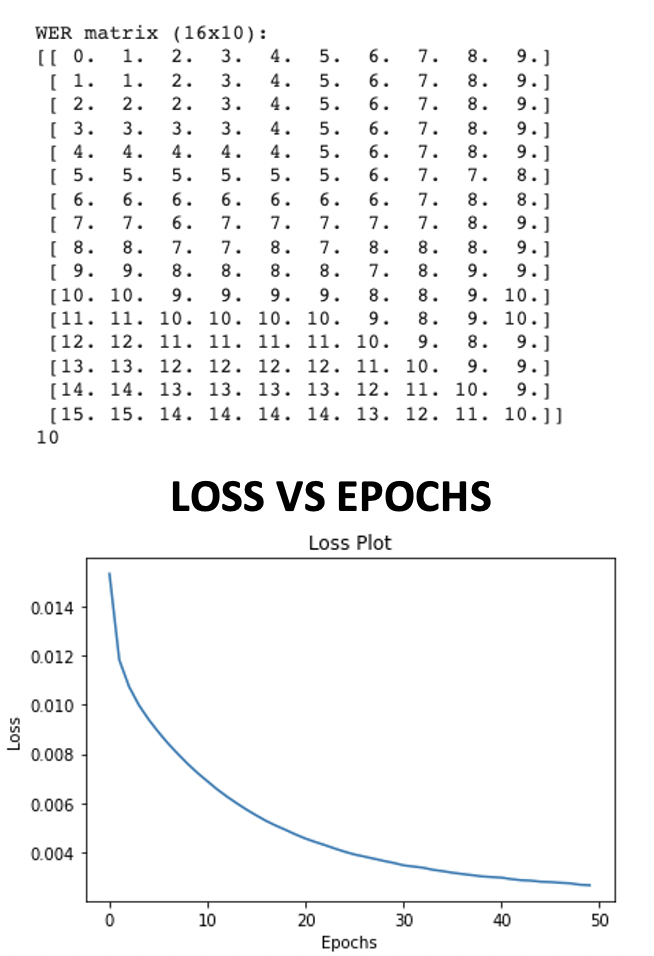 WER matrix (16x10):
[[ 0. 1. 2. 3. 4. 5. 6. 7. 8. 9.]
[ 1. 1. 2. 3. 4. 5. 6. 7. 8. 9.]
[ 2. 2. 2. 3. 4. 5. 6. 7. 8. 9.]
[ 3. 3. 3. 3. 4. 5. 6. 7. 8. 9.]
[ 4. 4. 4. 4. 4. 5. 6. 7. 8. 9.]
[ 5. 5. 5. 5. 5. 5. 6. 7. 7. 8.]
[ 6. 6. 6. 6. 6. 6. 6. 7. 8. 8.]
[ 7. 7. 6. 7. 7. 7. 7. 7. 8. 9.]
[ 8. 8. 7. 7. 8. 7. 8. 8. 8. 9.]
[ 9. 9. 8. 8. 8. 8. 7. 8. 9. 9.]
[10. 10. 9. 9. 9. 9. 8. 8. 9. 10.]
[11. 11. 10. 10. 10. 10. 9. 8. 9. 10.]
[12. 12. 11. 11. 11. 11. 10. 9. 8. 9.]
[13. 13. 12. 12. 12. 12. 11. 10. 9. 9.]
[14. 14. 13. 13. 13. 13. 12. 11. 10. 9.]
[15. 15. 14. 14. 14. 14. 13. 12. 11. 10.]]
10
LOSS VS EPOCHS
Loss Plot
0.014
0.012
0.010
0.008
0.006
0.004
Loss
0 10 20 30 40 50
Epochs